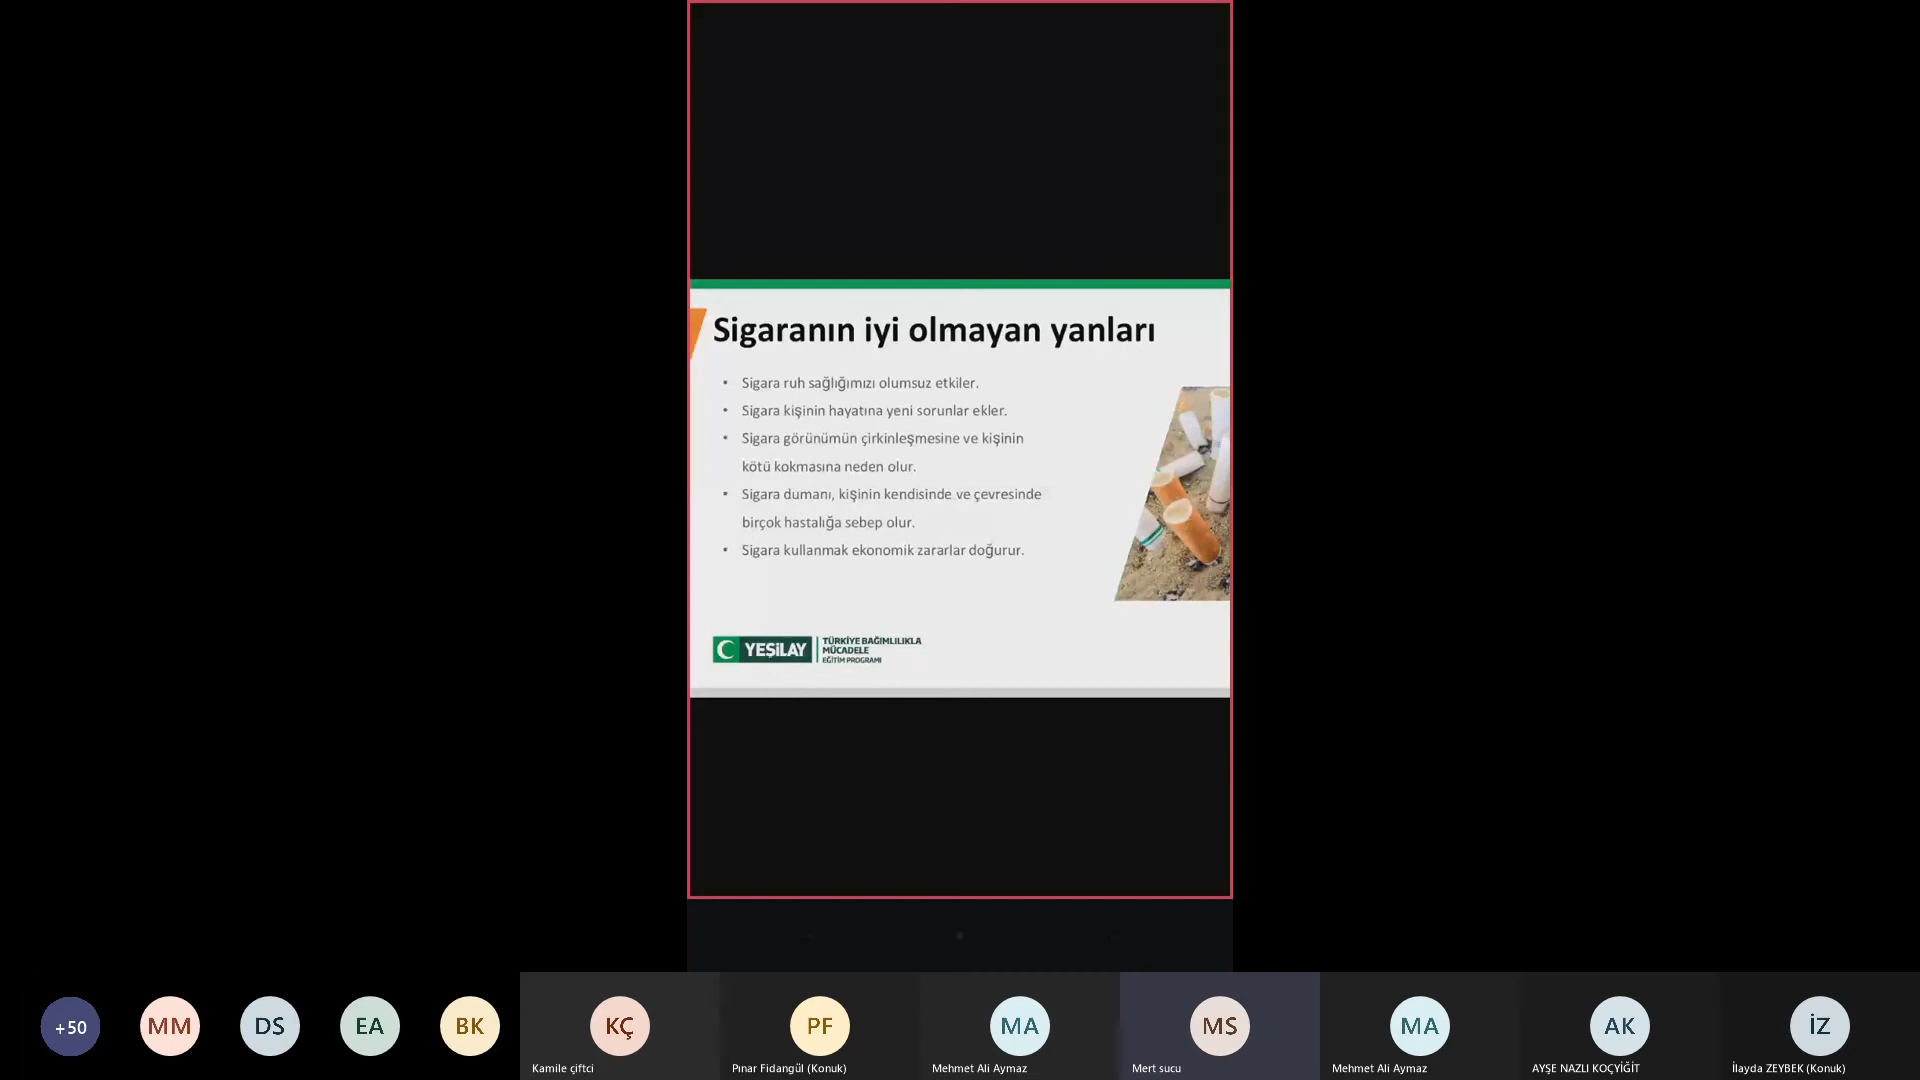 Sigaranın iyi olmayan yanları
• Sigara ruh sağlığımızı olumsuz etkiler.
• Sigara kişinin hayatına yeni sorunlar ekler.
• Sigara görünümün çirkinleşmesine ve kişinin
kötü kokmasına neden olur.
• Sigara dumanı, kişinin kendisinde ve çevresinde
birçok hastalığa sebep olur.
• Sigara kullanmak ekonomik zararlar doğurur.
YEŞİLAY
TÜRKİYE BAĞIMLILIKLA
MÜCADELE
EĞİTİM PROGRAMI
+50
MM
DS
EA
BK
KÇ
PF
MA
MS
MA
AK
İZ
Kamile çiftci
Pınar Fidangül (Konuk)
Mehmet Ali Aymaz
Mert sucu
Mehmet Ali Aymaz
AYŞE NAZLI KOÇYİĞİT
İlayda ZEYBEK (Konuk)